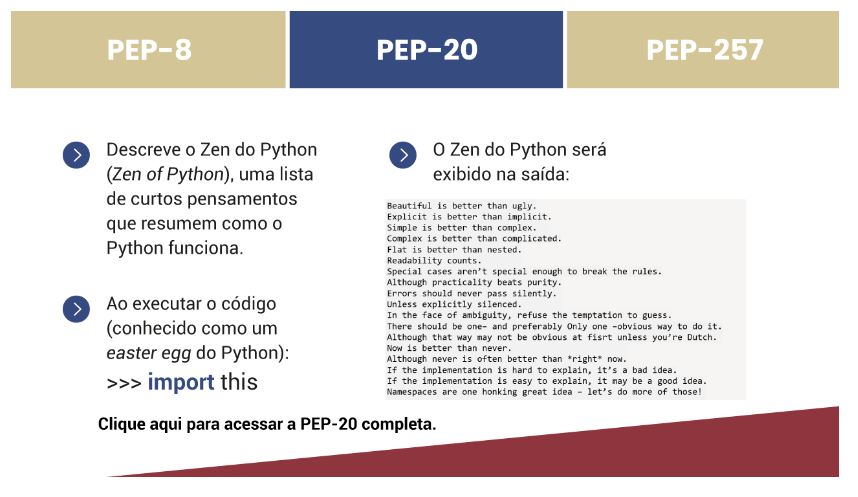 PEP-8
PEP-20
PEP-257
Descreve o Zen do Python
(Zen of Python), uma lista
de curtos pensamentos
que resumem como o
Python funciona.
Ao executar o código
(conhecido como um
easter egg do Python):
>>> import this
O Zen do Python será
exibido na saída:
Beautiful is better than ugly.
Explicit is better than implicit.
Simple is better than complex.
Complex is better than complicated.
Flat is better than nested.
Readability counts.
Special cases aren't special enough to break the rules.
Although practicality beats purity.
Errors should never pass silently.
Unless explicitly silenced.
In the face of ambiguity, refuse the temptation to guess.
There should be one– and preferably Only one –obvious way to do it.
Although that way may not be obvious at fisrt unless you're Dutch.
Now is better than never.
Although never is often better than *right* now.
If the implementation is hard to explain, it's a bad idea.
If the implementation is easy to explain, it may be a good idea.
Namespaces are one honking great idea – let's do more of those!
Clique aqui para acessar a PEP-20 completa.